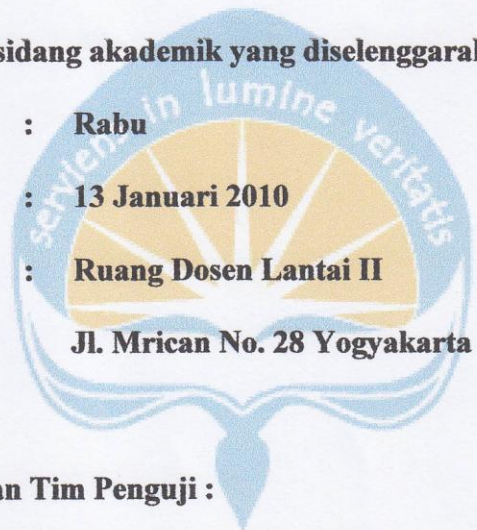 sidang akademik yang diselenggarak
serviens in lumine veritatis
: Rabu
: 13 Januari 2010
: Ruang Dosen Lantai II
Jl. Mrican No. 28 Yogyakarta
an Tim Penguji :